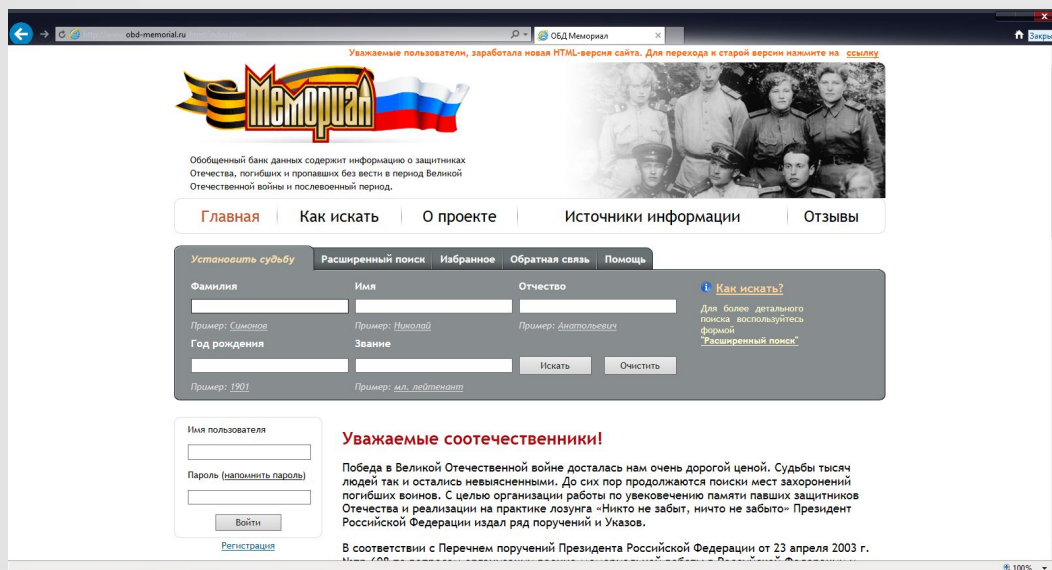 obd-memorial.ru
ОБД Мемориал
Закры
Уважаемые пользователи, заработала новая HTML-версия сайта. Для перехода к старой версии нажмите на ссылку
Мемориал
Обобщенный банк данных содержит информацию о защитниках
Отечества, погибших и пропавших без вести в период Великой
Отечественной войны и послевоенный период.
Главная Как искать О проекте Источники информации Отзывы
Установить судьбу Расширенный поиск Избранное Обратная связь Помощь
Фамилия Имя Отчество
Как искать?
Для более детального
поиска воспользуйтесь
формой
"Расширенный поиск"
Пример: Симонов Пример: Николай Пример: Анатольевич
Год рождения Звание
Искать Очистить
Пример: 1901 Пример: мл. лейтенант
Имя пользователя
Пароль (напомнить пароль)
Войти
Регистрация
Уважаемые соотечественники!
Победа в Великой Отечественной войне досталась нам очень дорогой ценой. Судьбы тысяч
людей так и остались невыясненными. До сих пор продолжаются поиски мест захоронений
погибших воинов. С целью организации работы по увековечению памяти павших защитников
Отечества и реализации на практике лозунга «Никто не забыт, ничто не забыто» Президент
Российской Федерации издал ряд поручений и Указов.
В соответствии с Перечнем поручений Президента Российской Федерации от 23 апреля 2003 г.
100%